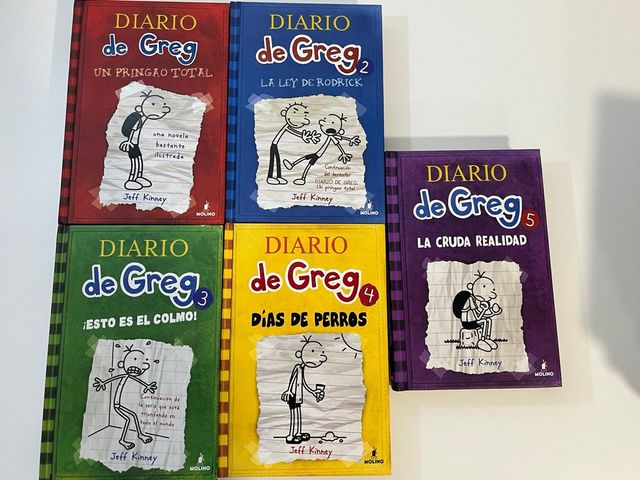 DIARIO
de Greg
UN PRINGAO TOTAL
una novela
bastante
ilustrada
Jeff Kinney
MOLINO
DIARIO
de Greg 2
LA LEY DE RODRICK
Continuación
del bestseller
DIARIO DE GREG,
Un pringao total
Jeff Kinney
MOLINO
DIARIO
de Greg 3
¡ESTO ES EL COLMO!
Continuación de
la serie que está
triunfando en
todo el mundo
Jeff Kinney
MOLINO
DIARIO
de Greg 4
DÍAS DE PERROS
Jeff Kinney
MOLINO
DIARIO
de Greg 5
LA CRUDA REALIDAD
Jeff Kinney
MOLINO